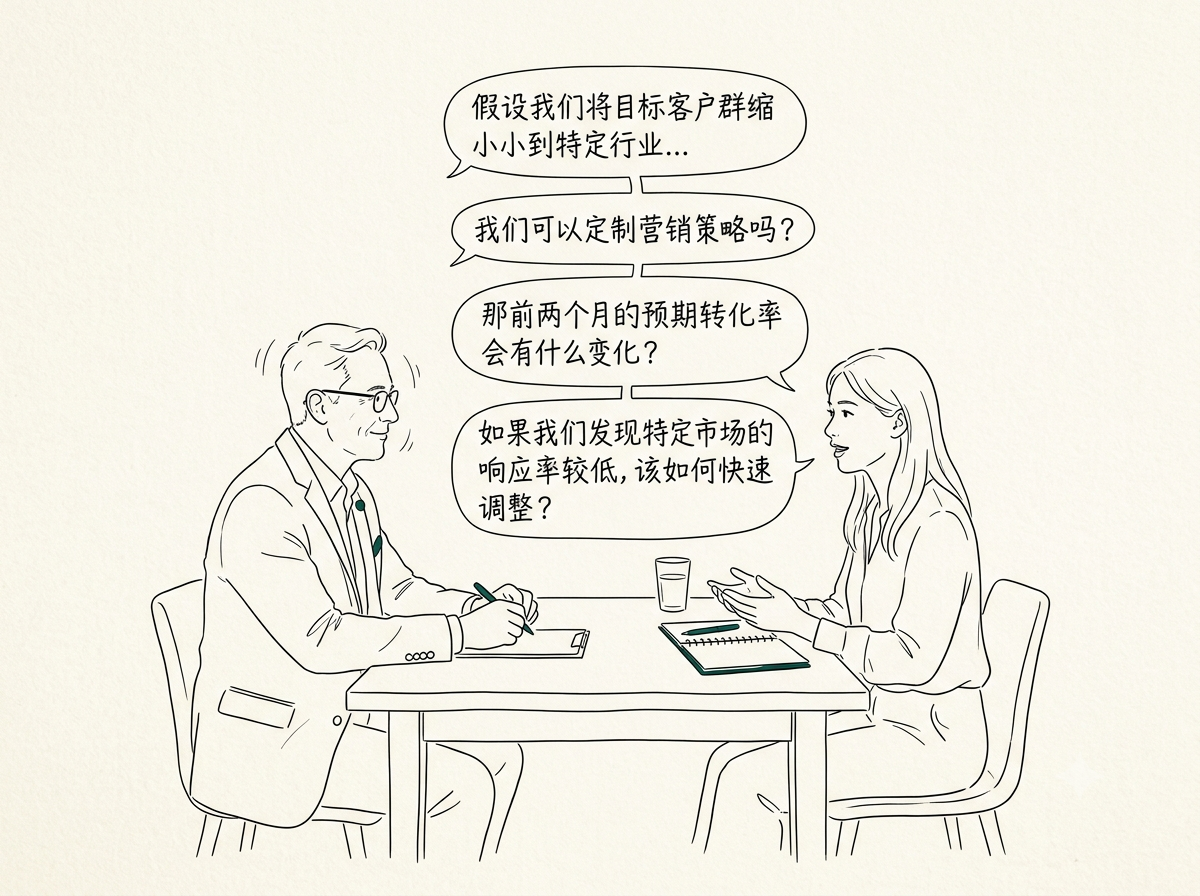 假设我们将目标客户群缩
小小到特定行业...
我们可以定制营销策略吗？
那前两个月的预期转化率
会有什么变化？
如果我们发现特定市场的
响应率较低，该如何快速
调整？